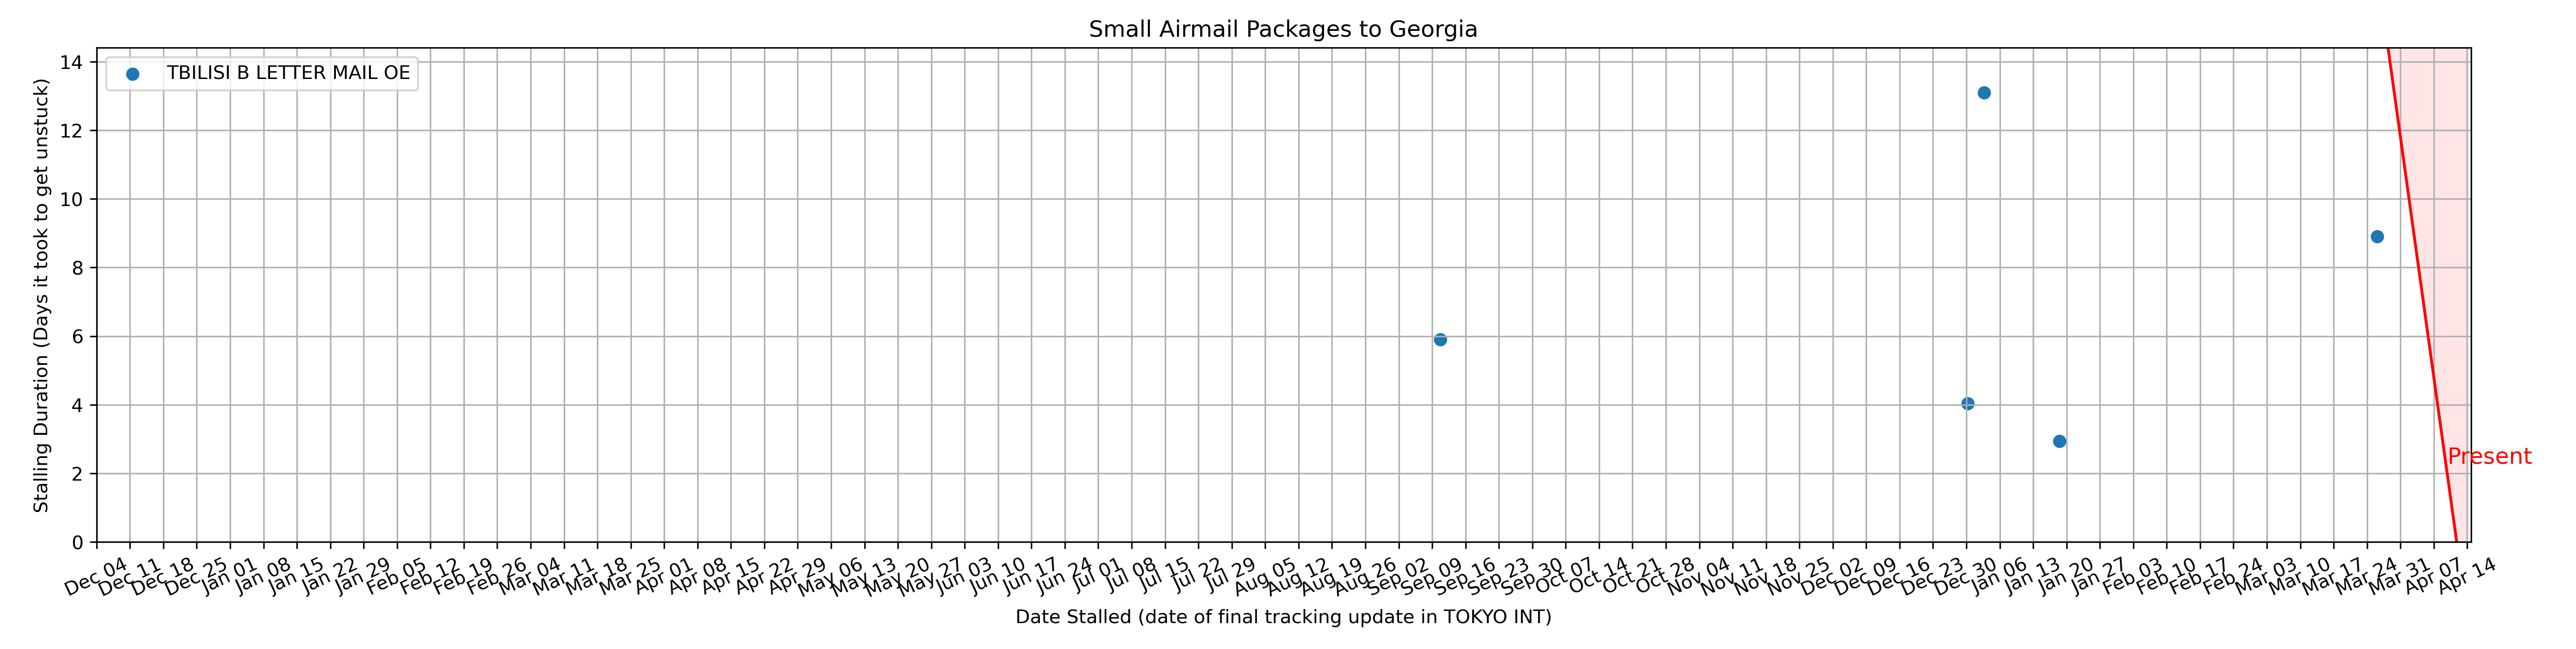 Small Airmail Packages to Georgia
TBILISI B LETTER MAIL OE
Stalling Duration (Days it took to get unstuck)
14
12
10
8
6
4
2
0
Present
Dec 04
Dec 11
Dec 18
Dec 25
Jan 01
Jan 08
Jan 15
Jan 22
Jan 29
Feb 05
Feb 12
Feb 19
Feb 26
Mar 04
Mar 11
Mar 18
Mar 25
Apr 01
Apr 08
Apr 15
Apr 22
Apr 29
May 06
May 13
May 20
May 27
Jun 03
Jun 10
Jun 17
Jun 24
Jul 01
Jul 08
Jul 15
Jul 22
Jul 29
Aug 05
Aug 12
Aug 19
Aug 26
Sep 02
Sep 09
Sep 16
Sep 23
Sep 30
Oct 07
Oct 14
Oct 21
Oct 28
Nov 04
Nov 11
Nov 18
Nov 25
Dec 02
Dec 09
Dec 16
Dec 23
Dec 30
Jan 06
Jan 13
Jan 20
Jan 27
Feb 03
Feb 10
Feb 17
Feb 24
Mar 03
Mar 10
Mar 17
Mar 24
Mar 31
Apr 07
Apr 14
Date Stalled (date of final tracking update in TOKYO INT)